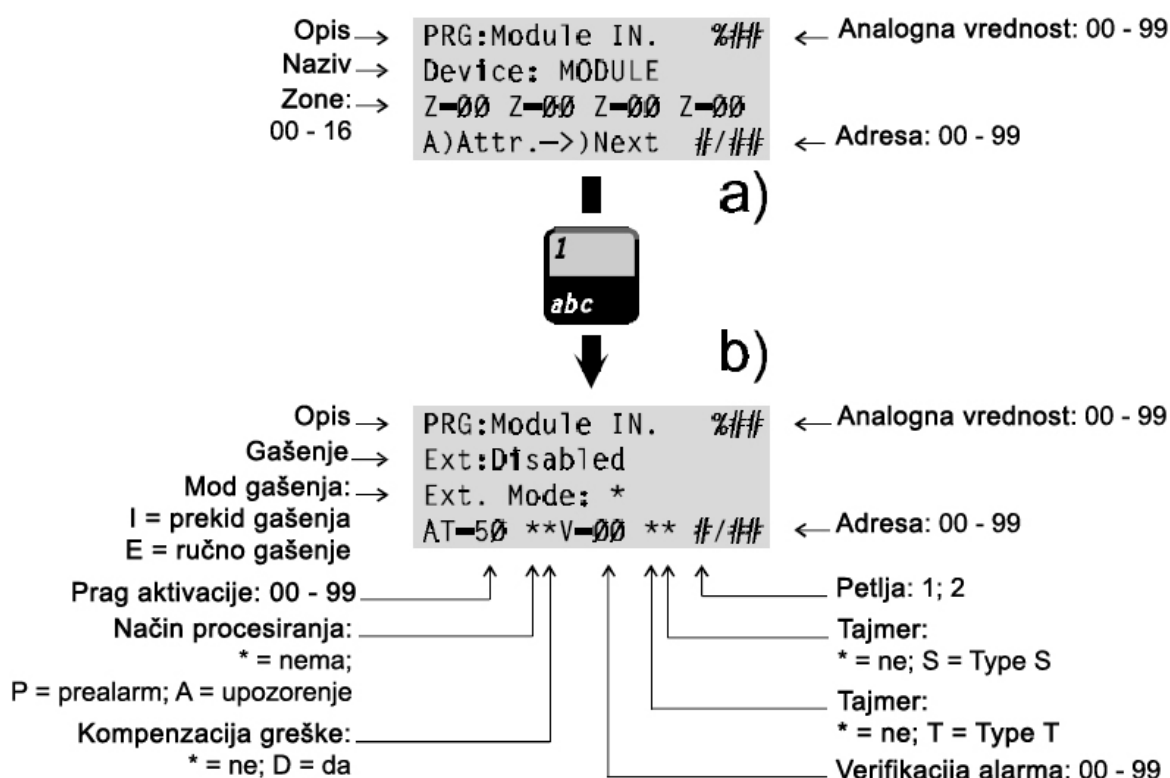 Opis
PRG:Module IN. %##
Analogna vrednost: 00 - 99
Naziv
Device: MODULE
Zone:
00 - 16
Z=00 Z=00 Z=00 Z=00
A)Attr.—>)Next #/##
Adresa: 00 - 99
a)
1
abc
b)
Opis
PRG:Module IN. %##
Analogna vrednost: 00 - 99
Gašenje
Ext:Disabled
Mod gašenja:
I = prekid gašenja
E = ručno gašenje
Ext. Mode: *
AT=50 **V=00 ** #/##
Adresa: 00 - 99
Prag aktivacije: 00 - 99
Način procesiranja:
* = nema;
P = prealarm; A = upozorenje
Kompenzacija greške:
* = ne; D = da
Petlja: 1; 2
Tajmer:
* = ne; S = Type S
Tajmer:
* = ne; T = Type T
Verifikacija alarma: 00 - 99